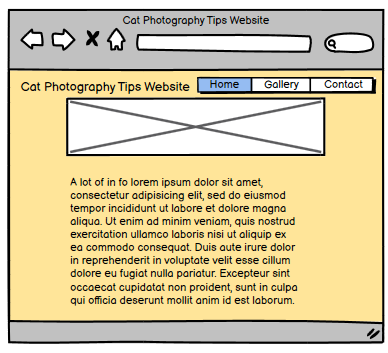 Cat Photography Tips Website
Cat Photography Tips Website
Home Gallery Contact
A lot of in fo lorem ipsum dolor sit amet,
consectetur adipisicing elit, sed do eiusmod
tempor incididunt ut labore et dolore magna
aliqua. Ut enim ad minim veniam, quis nostrud
exercitation ullamco laboris nisi ut aliquip ex
ea commodo consequat. Duis aute irure dolor
in reprehenderit in voluptate velit esse cillum
dolore eu fugiat nulla pariatur. Excepteur sint
occaecat cupidatat non proident, sunt in culpa
qui officia deserunt mollit anim id est laborum.